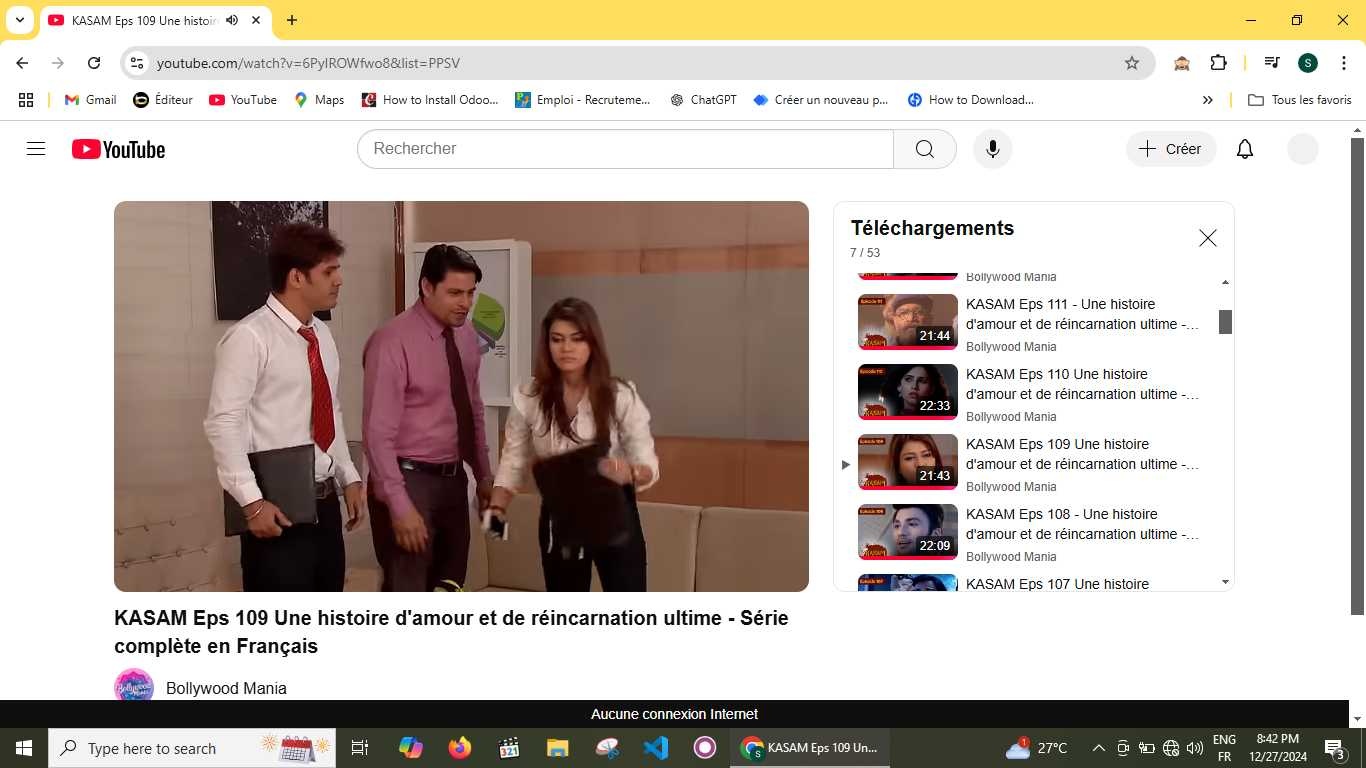 KASAM Eps 109 Une histoir
youtube.com/watch?v=6PylROWfwo8&list=PPSV
S
Gmail
Éditeur
YouTube
Maps
How to Install Odoo...
Emploi - Recruteme...
ChatGPT
Créer un nouveau p...
How to Download...
Tous les favoris
YouTube
Rechercher
Créer
Téléchargements
7 / 53
Bollywood Mania
KASAM Eps 111 - Une histoire
d'amour et de réincarnation ultime -...
21:44
Bollywood Mania
KASAM Eps 110 Une histoire
d'amour et de réincarnation ultime -...
22:33
Bollywood Mania
KASAM Eps 109 Une histoire
d'amour et de réincarnation ultime -...
21:43
Bollywood Mania
KASAM Eps 108 - Une histoire
d'amour et de réincarnation ultime -...
22:09
Bollywood Mania
KASAM Eps 107 Une histoire
KASAM Eps 109 Une histoire d'amour et de réincarnation ultime - Série
complète en Français
Bollywood Mania
Aucune connexion Internet
Type here to search
KASAM Eps 109 Un...
27°C
ENG
FR
8:42 PM
12/27/2024
3